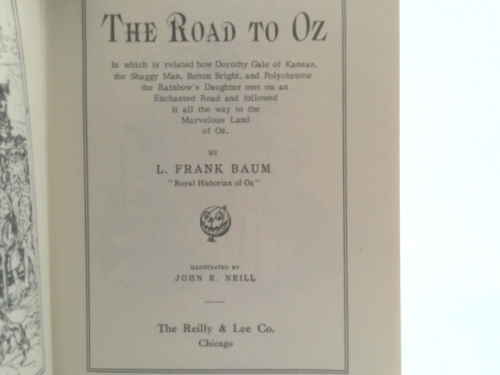 THE ROAD TO OZ
In which is related how Dorothy Gale of Kansas,
the Shaggy Man, Button Bright, and Polychrome
the Rainbow's Daughter met on an
Enchanted Road and followed
it all the way to the
Marvelous Land
of Oz.
BY
L. FRANK BAUM
"Royal Historian of Oz"
ILLUSTRATED BY
JOHN R. NEILL
The Reilly & Lee Co.
Chicago